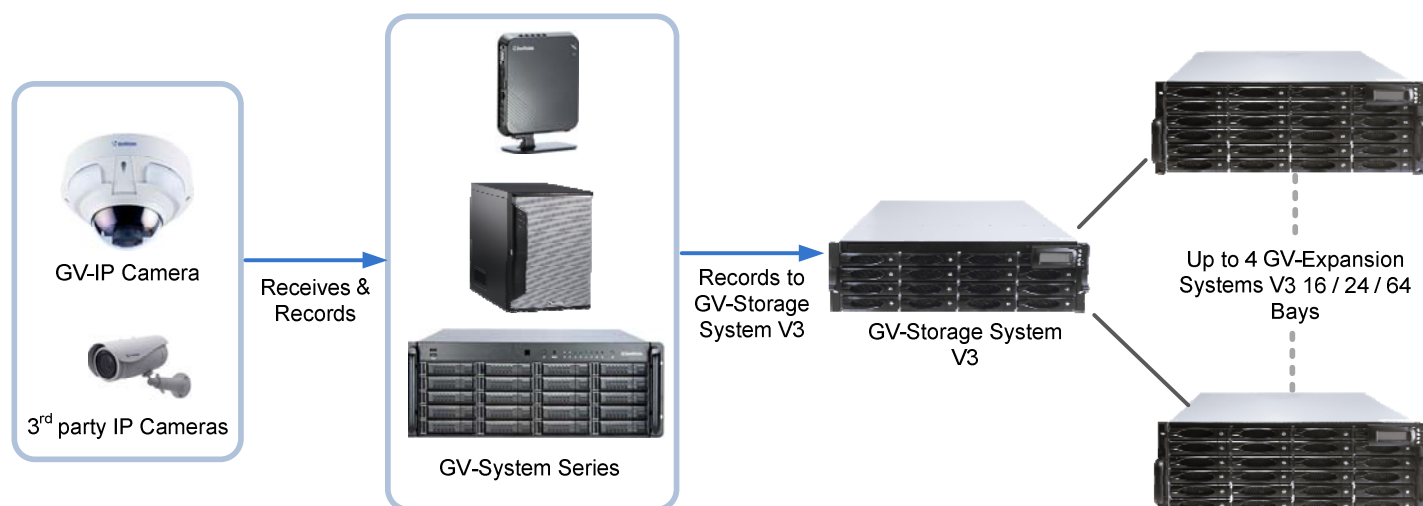 GV-IP Camera
3rd party IP Cameras
Receives &
Records
GV-System Series
Records to
GV-Storage
System V3
GV-Storage System
V3
Up to 4 GV-Expansion
Systems V3 16 / 24 / 64
Bays